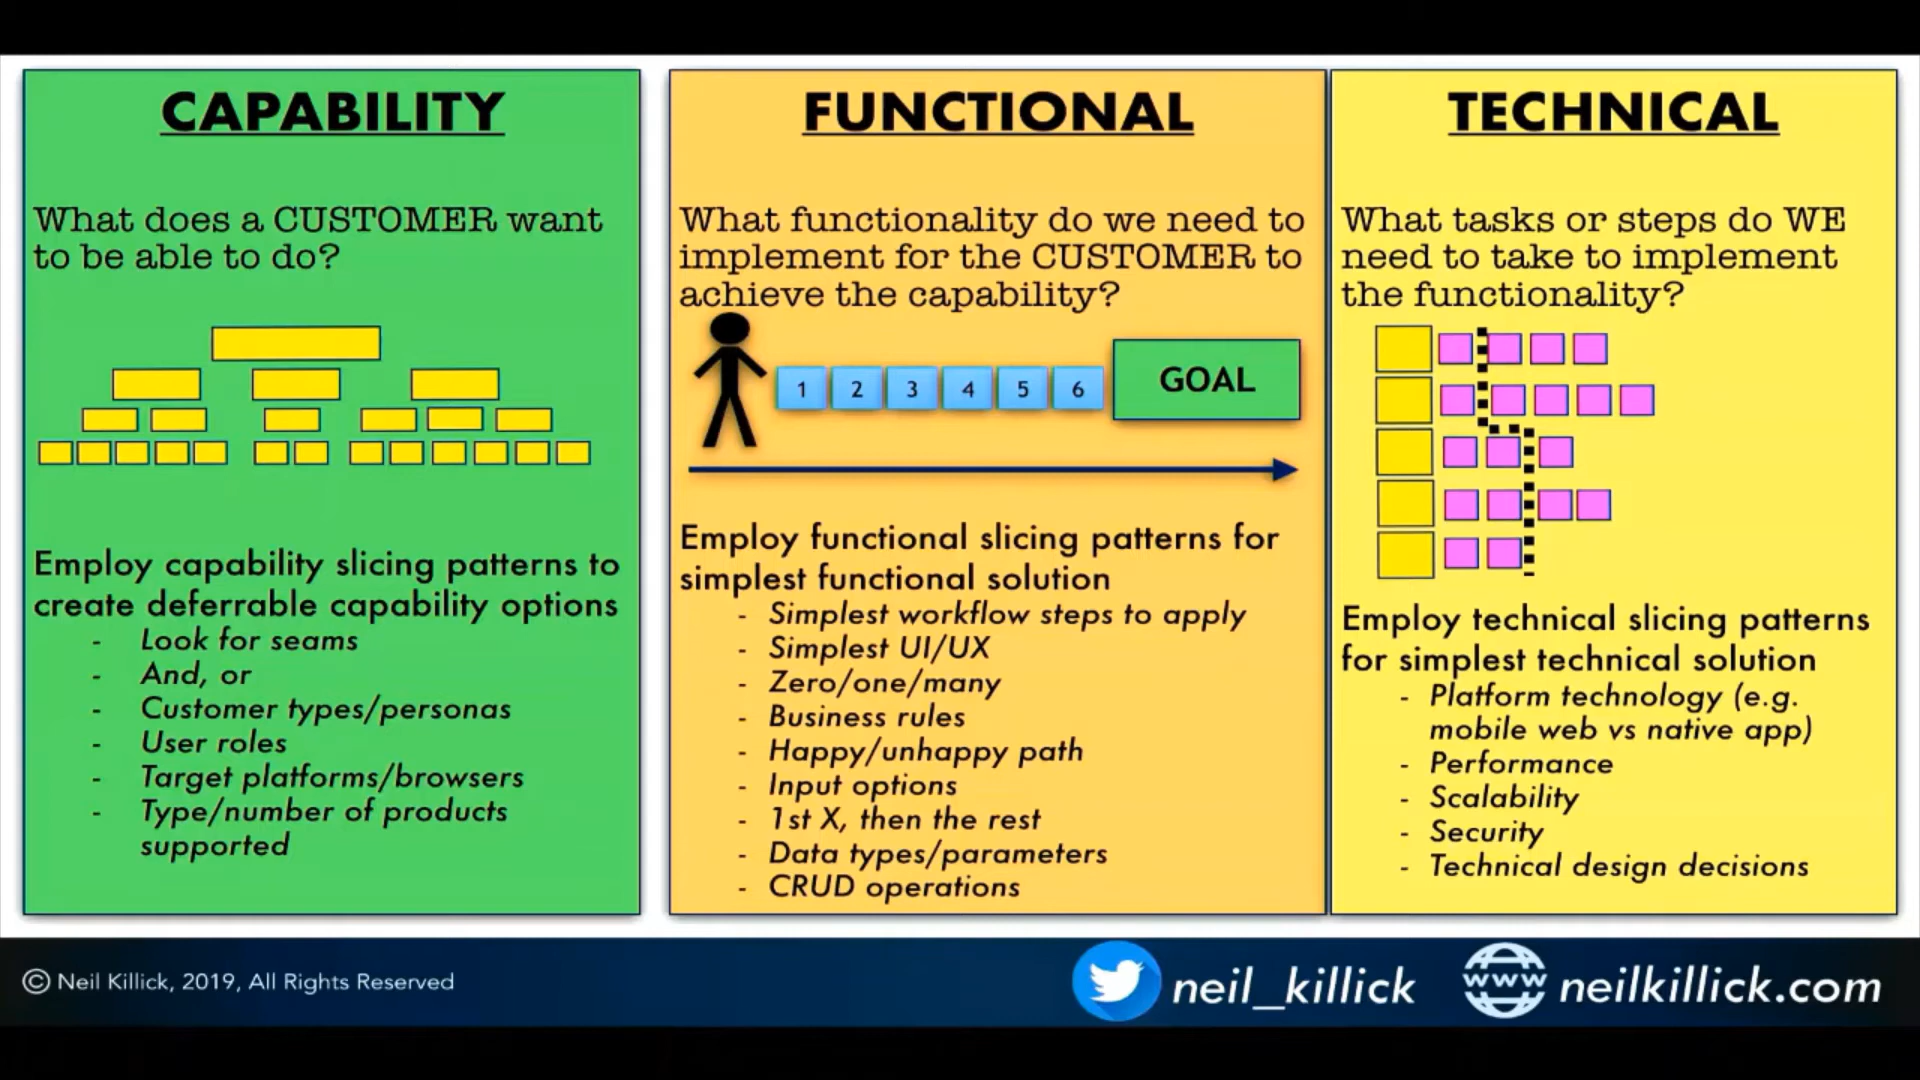 CAPABILITY
What does a CUSTOMER want
to be able to do?
Employ capability slicing patterns to
create deferrable capability options
- Look for seams
- And, or
- Customer types/personas
- User roles
- Target platforms/browsers
- Type/number of products
supported
FUNCTIONAL
What functionality do we need to
implement for the CUSTOMER to
achieve the capability?
1 2 3 4 5 6 GOAL
Employ functional slicing patterns for
simplest functional solution
- Simplest workflow steps to apply
- Simplest UI/UX
- Zero/one/many
- Business rules
- Happy/unhappy path
- Input options
- 1st X, then the rest
- Data types/parameters
- CRUD operations
TECHNICAL
What tasks or steps do WE
need to take to implement
the functionality?
Employ technical slicing patterns
for simplest technical solution
- Platform technology (e.g.
mobile web vs native app)
- Performance
- Scalability
- Security
- Technical design decisions
© Neil Killick, 2019, All Rights Reserved
neil_killick
www neilkillick.com